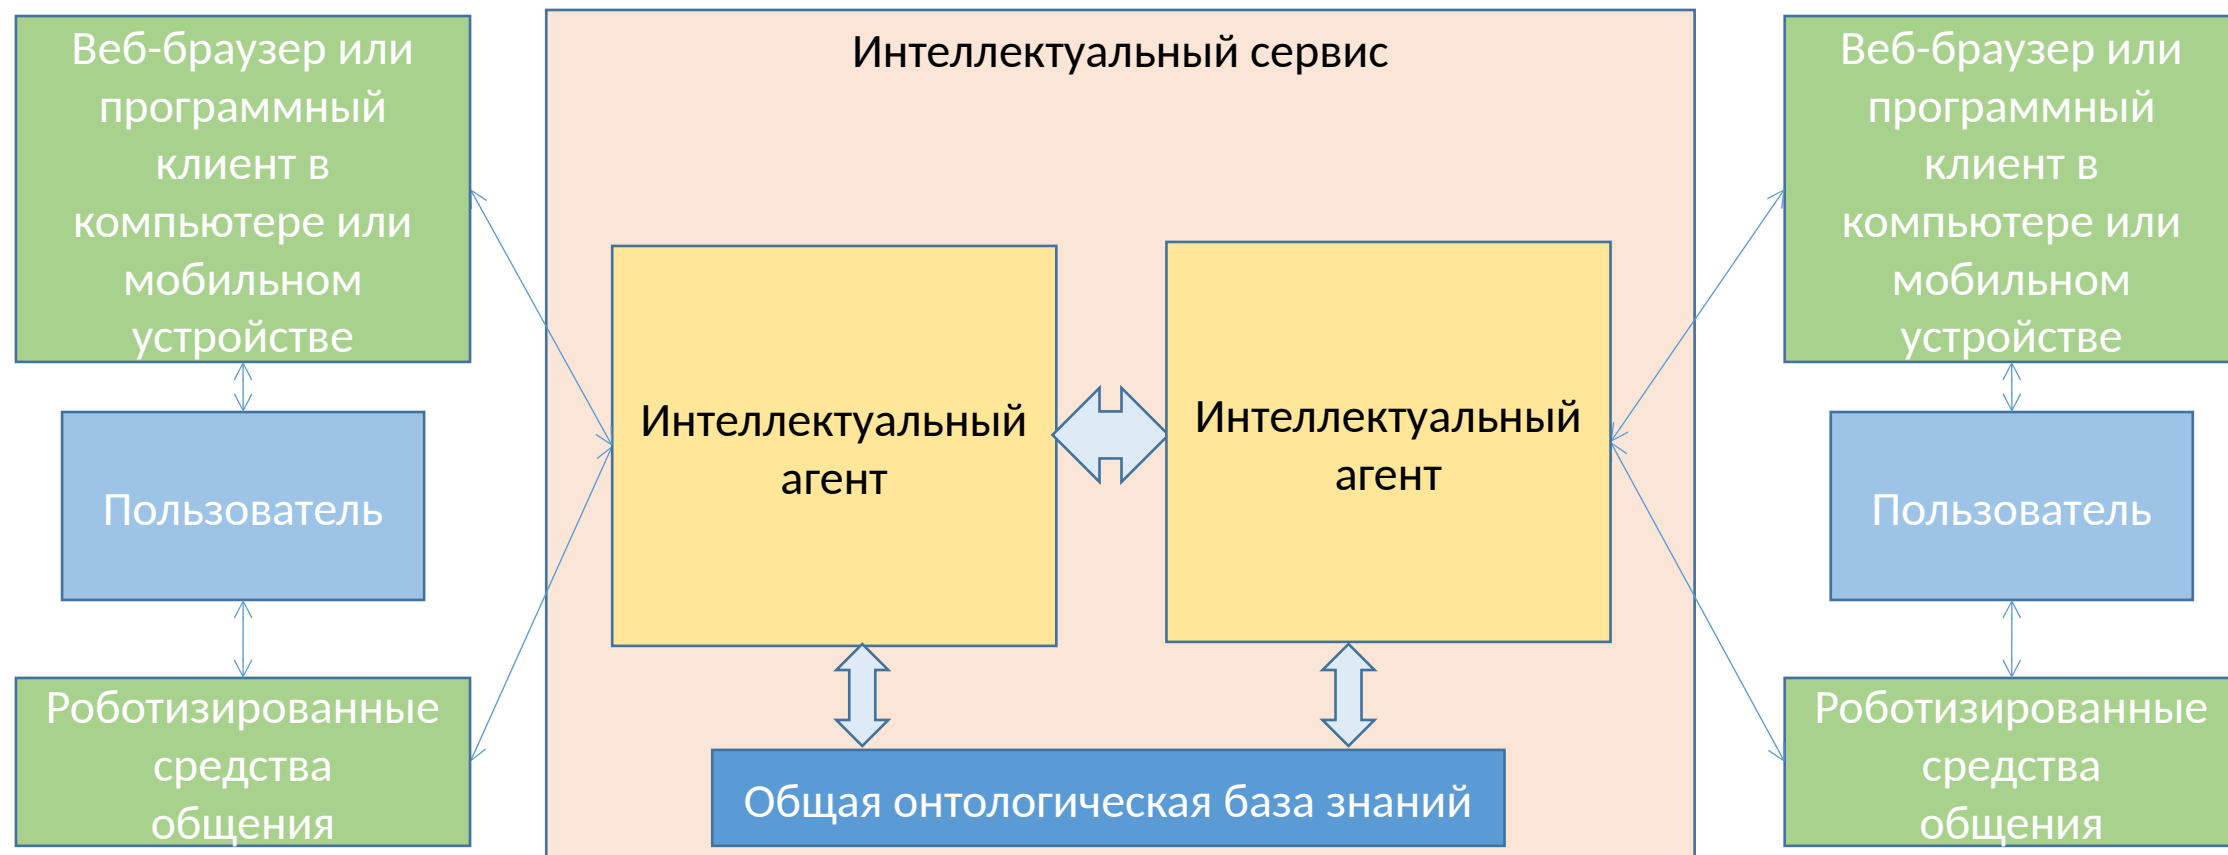 Веб-браузер или
программный
клиент в
компьютере или
мобильном
устройстве
Пользователь
Роботизированные
средства
общения
Интеллектуальный сервис
Интеллектуальный
агент
Интеллектуальный
агент
Общая онтологическая база знаний
Веб-браузер или
программный
клиент в
компьютере или
мобильном
устройстве
Пользователь
Роботизированные
средства
общения